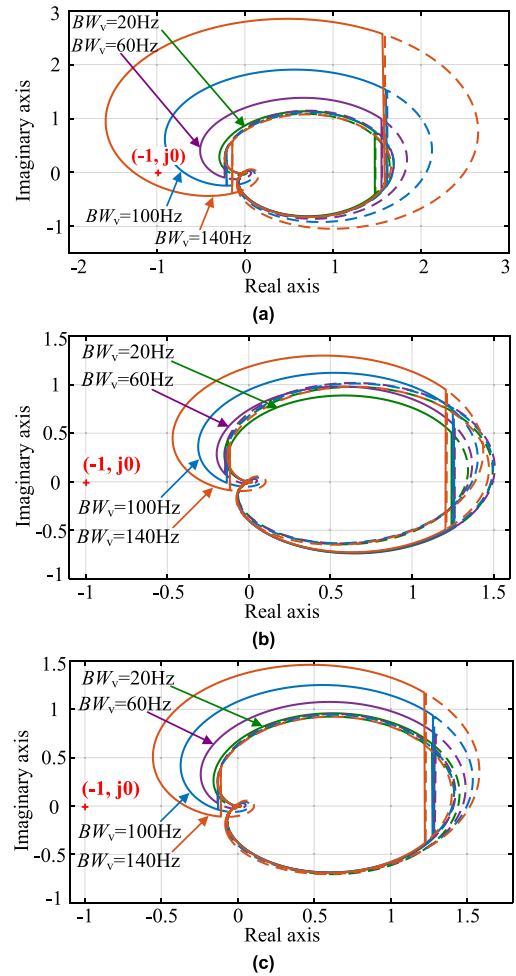 3
BWv=20Hz
BWv=60Hz
2
1
(-1, j0)
0
BWv=100Hz
-1
BWv=140Hz
-2
-1
0
1
2
3
Imaginary axis
Real axis
(a)
1.5
BWv=20Hz
1
BWv=60Hz
0.5
(-1, j0)
0
BWv=100Hz
-0.5
BWv=140Hz
-1
-1
-0.5
0
0.5
1
1.5
Imaginary axis
Real axis
(b)
1.5
BWv=20Hz
1
BWv=60Hz
0.5
(-1, j0)
0
BWv=100Hz
-0.5
BWv=140Hz
-1
-1
-0.5
0
0.5
1
1.5
Imaginary axis
Real axis
(c)